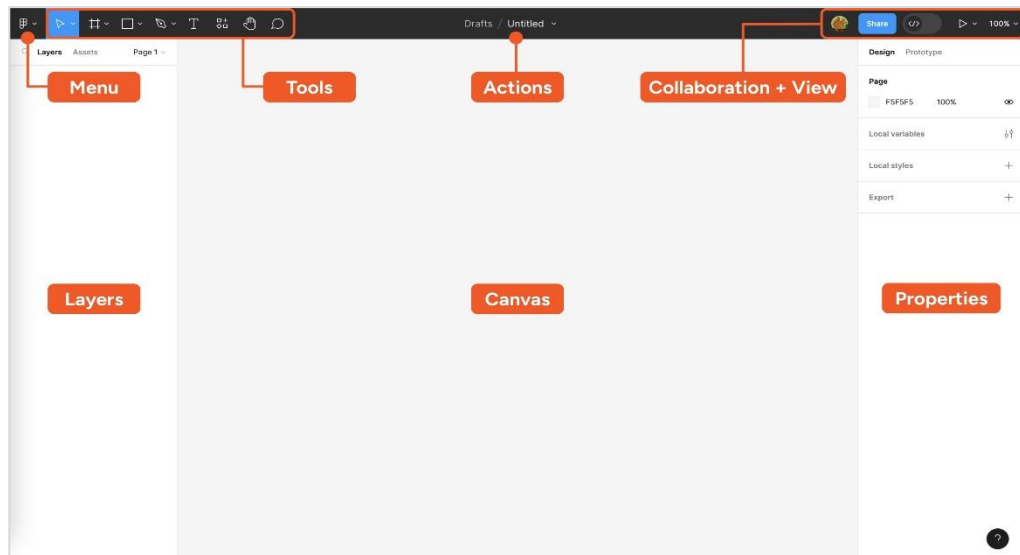 Drafts / Untitled
Share
100%
Layers Assets Page 1
Design Prototype
Menu
Tools
Actions
Collaboration + View
Page
F5F5F5 100%
Local variables
Local styles
Export
Layers
Canvas
Properties
?